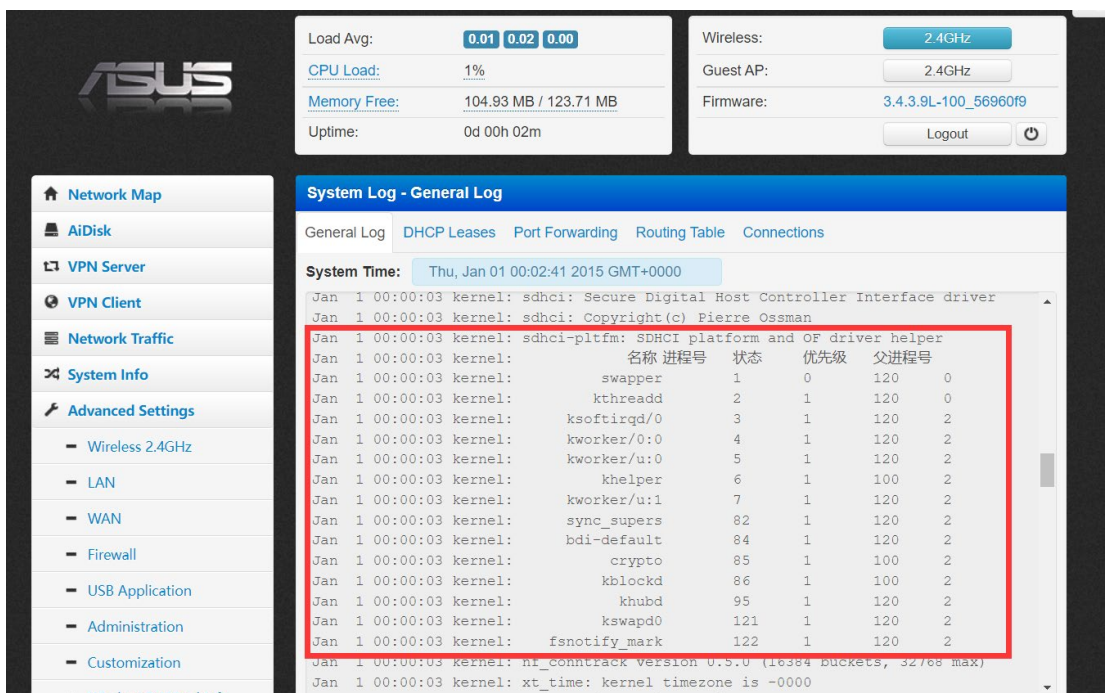 ASUS
Load Avg: 0.01 0.02 0.00
CPU Load: 1%
Memory Free: 104.93 MB / 123.71 MB
Uptime: 0d 00h 02m
Wireless: 2.4GHz
Guest AP: 2.4GHz
Firmware: 3.4.3.9L-100_56960f9
Logout
Network Map
AiDisk
VPN Server
VPN Client
Network Traffic
System Info
Advanced Settings
Wireless 2.4GHz
LAN
WAN
Firewall
USB Application
Administration
Customization
System Log - General Log
General Log DHCP Leases Port Forwarding Routing Table Connections
System Time: Thu, Jan 01 00:02:41 2015 GMT+0000
Jan 1 00:00:03 kernel: sdhci: Secure Digital Host Controller Interface driver
Jan 1 00:00:03 kernel: sdhci: Copyright(c) Pierre Ossman
Jan 1 00:00:03 kernel: sdhci-pltfm: SDHCI platform and OF driver helper
Jan 1 00:00:03 kernel: 名称 进程号 状态 优先级 父进程号
Jan 1 00:00:03 kernel: swapper 1 0 120 0
Jan 1 00:00:03 kernel: kthreadd 2 1 120 0
Jan 1 00:00:03 kernel: ksoftirqd/0 3 1 120 2
Jan 1 00:00:03 kernel: kworker/0:0 4 1 120 2
Jan 1 00:00:03 kernel: kworker/u:0 5 1 120 2
Jan 1 00:00:03 kernel: khelper 6 1 100 2
Jan 1 00:00:03 kernel: kworker/u:1 7 1 120 2
Jan 1 00:00:03 kernel: sync_supers 82 1 120 2
Jan 1 00:00:03 kernel: bdi-default 84 1 120 2
Jan 1 00:00:03 kernel: crypto 85 1 100 2
Jan 1 00:00:03 kernel: kblockd 86 1 100 2
Jan 1 00:00:03 kernel: khubd 95 1 120 2
Jan 1 00:00:03 kernel: kswapd0 121 1 120 2
Jan 1 00:00:03 kernel: fsnotify_mark 122 1 120 2
Jan 1 00:00:03 kernel: nf_conntrack version 0.5.0 (16384 buckets, 32768 max)
Jan 1 00:00:03 kernel: xt_time: kernel timezone is -0000